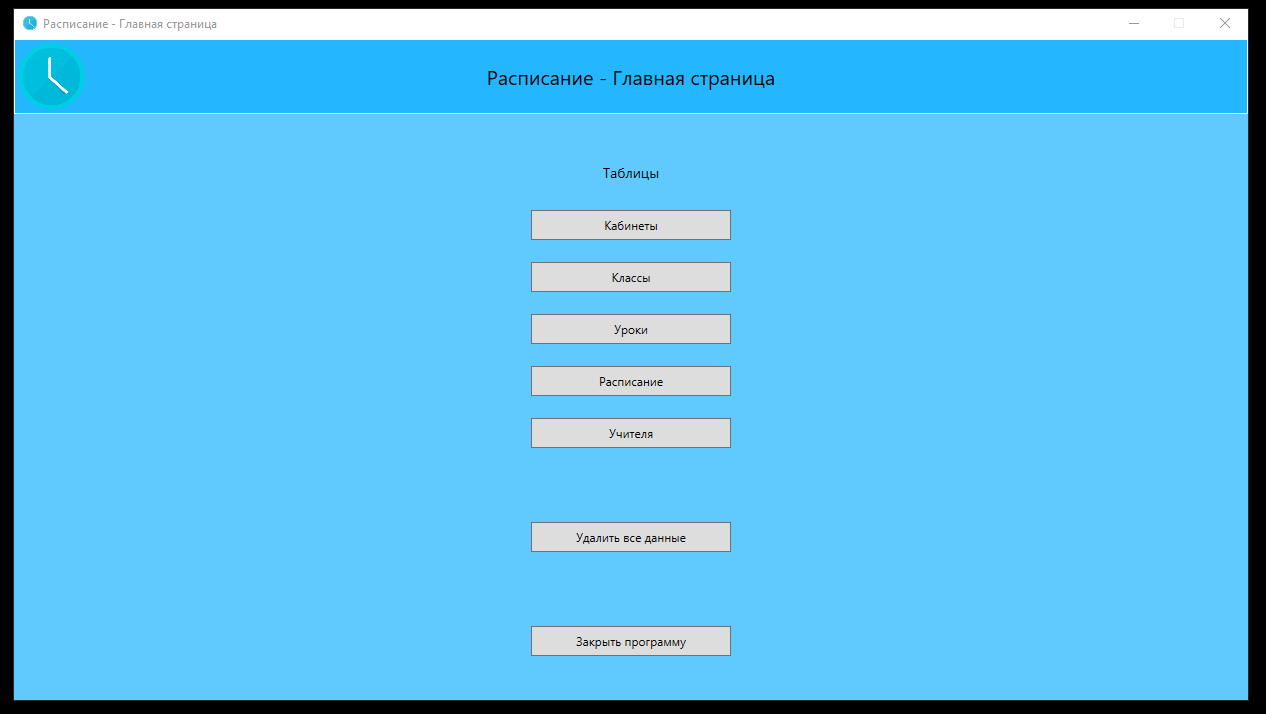 Расписание - Главная страница
Расписание - Главная страница
Таблицы
Кабинеты
Классы
Уроки
Расписание
Учителя
Удалить все данные
Закрыть программу